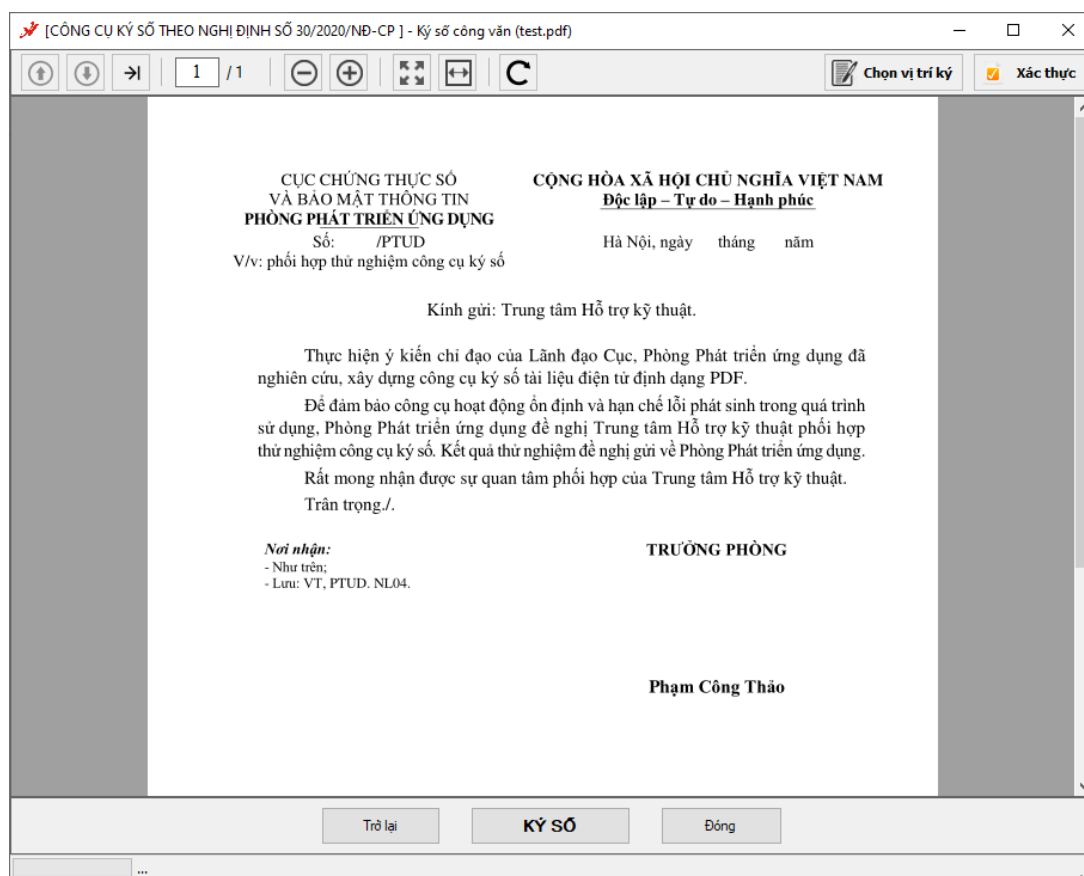 [CÔNG CỤ KÝ SỐ THEO NGHỊ ĐỊNH SỐ 30/2020/NĐ-CP ] - Ký số công văn (test.pdf)
1 / 1
Chọn vị trí ký
Xác thực
CỤC CHỨNG THỰC SỐ
VÀ BẢO MẬT THÔNG TIN
PHÒNG PHÁT TRIỂN ỨNG DỤNG
Số: /PTUD
V/v: phối hợp thử nghiệm công cụ ký số
CỘNG HÒA XÃ HỘI CHỦ NGHĨA VIỆT NAM
Độc lập – Tự do – Hạnh phúc
Hà Nội, ngày tháng năm
Kính gửi: Trung tâm Hỗ trợ kỹ thuật.
Thực hiện ý kiến chỉ đạo của Lãnh đạo Cục, Phòng Phát triển ứng dụng đã
nghiên cứu, xây dựng công cụ ký số tài liệu điện tử định dạng PDF.
Để đảm bảo công cụ hoạt động ổn định và hạn chế lỗi phát sinh trong quá trình
sử dụng, Phòng Phát triển ứng dụng đề nghị Trung tâm Hỗ trợ kỹ thuật phối hợp
thử nghiệm công cụ ký số. Kết quả thử nghiệm đề nghị gửi về Phòng Phát triển ứng dụng.
Rất mong nhận được sự quan tâm phối hợp của Trung tâm Hỗ trợ kỹ thuật.
Trân trọng./.
Nơi nhận:
- Như trên;
- Lưu: VT, PTUD. NL04.
TRƯỞNG PHÒNG
Phạm Công Thảo
Trở lại
KÝ SỐ
Đóng
...